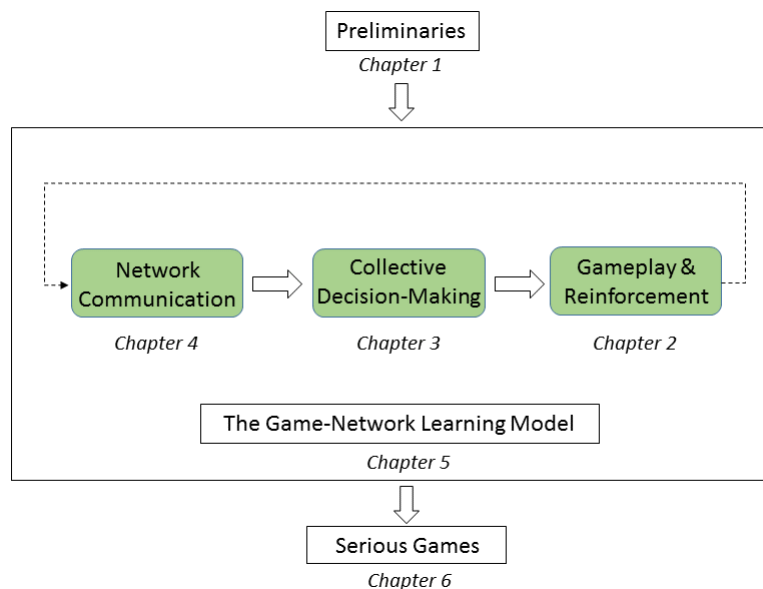 Preliminaries
Chapter 1
Network
Communication
Chapter 4
Collective
Decision-Making
Chapter 3
Gameplay &
Reinforcement
Chapter 2
The Game-Network Learning Model
Chapter 5
Serious Games
Chapter 6